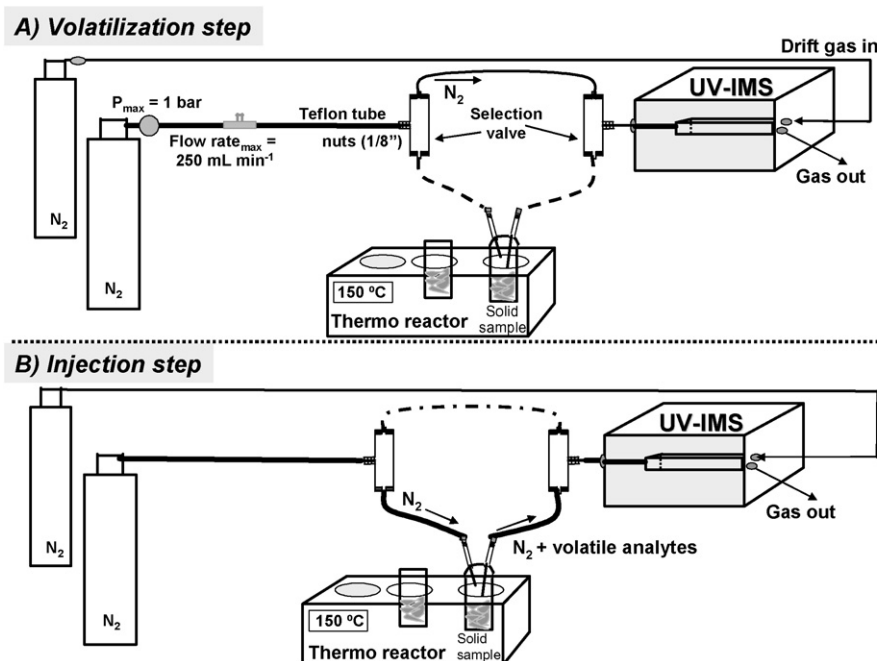 A) Volatilization step
Drift gas in
UV-IMS
Pmax = 1 bar
N2
Teflon tube
nuts (1/8”)
Selection
valve
Flow ratemax =
250 mL min-1
Gas out
N2
N2
150 ºC
Solid
sample
Thermo reactor
B) Injection step
UV-IMS
N2
Gas out
N2 + volatile analytes
N2
N2
150 ºC
Solid
sample
Thermo reactor